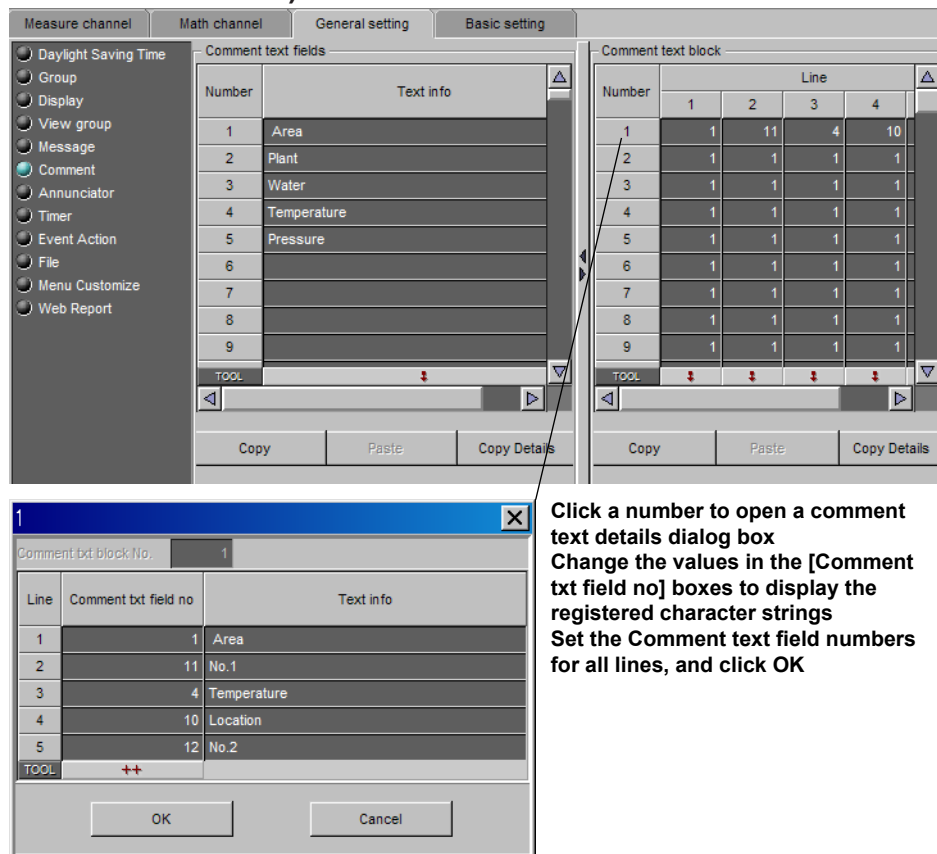 Measure channel Math channel General setting Basic setting
Daylight Saving Time
Group
Display
View group
Message
Comment
Annunciator
Timer
Event Action
File
Menu Customize
Web Report
Comment text fields
Number Text info
1 Area
2 Plant
3 Water
4 Temperature
5 Pressure
6
7
8
9
TOOL
Copy Paste Copy Details
Comment text block
Number Line
1 2 3 4
1 1 11 4 10
2 1 1 1 1
3 1 1 1 1
4 1 1 1 1
5 1 1 1 1
6 1 1 1 1
7 1 1 1 1
8 1 1 1 1
9 1 1 1 1
TOOL
Copy Paste Copy Details
1
Comment txt block No. 1
Line Comment txt field no Text info
1 1 Area
2 11 No.1
3 4 Temperature
4 10 Location
5 12 No.2
TOOL ++
OK Cancel
Click a number to open a comment
text details dialog box
Change the values in the [Comment
txt field no] boxes to display the
registered character strings
Set the Comment text field numbers
for all lines, and click OK